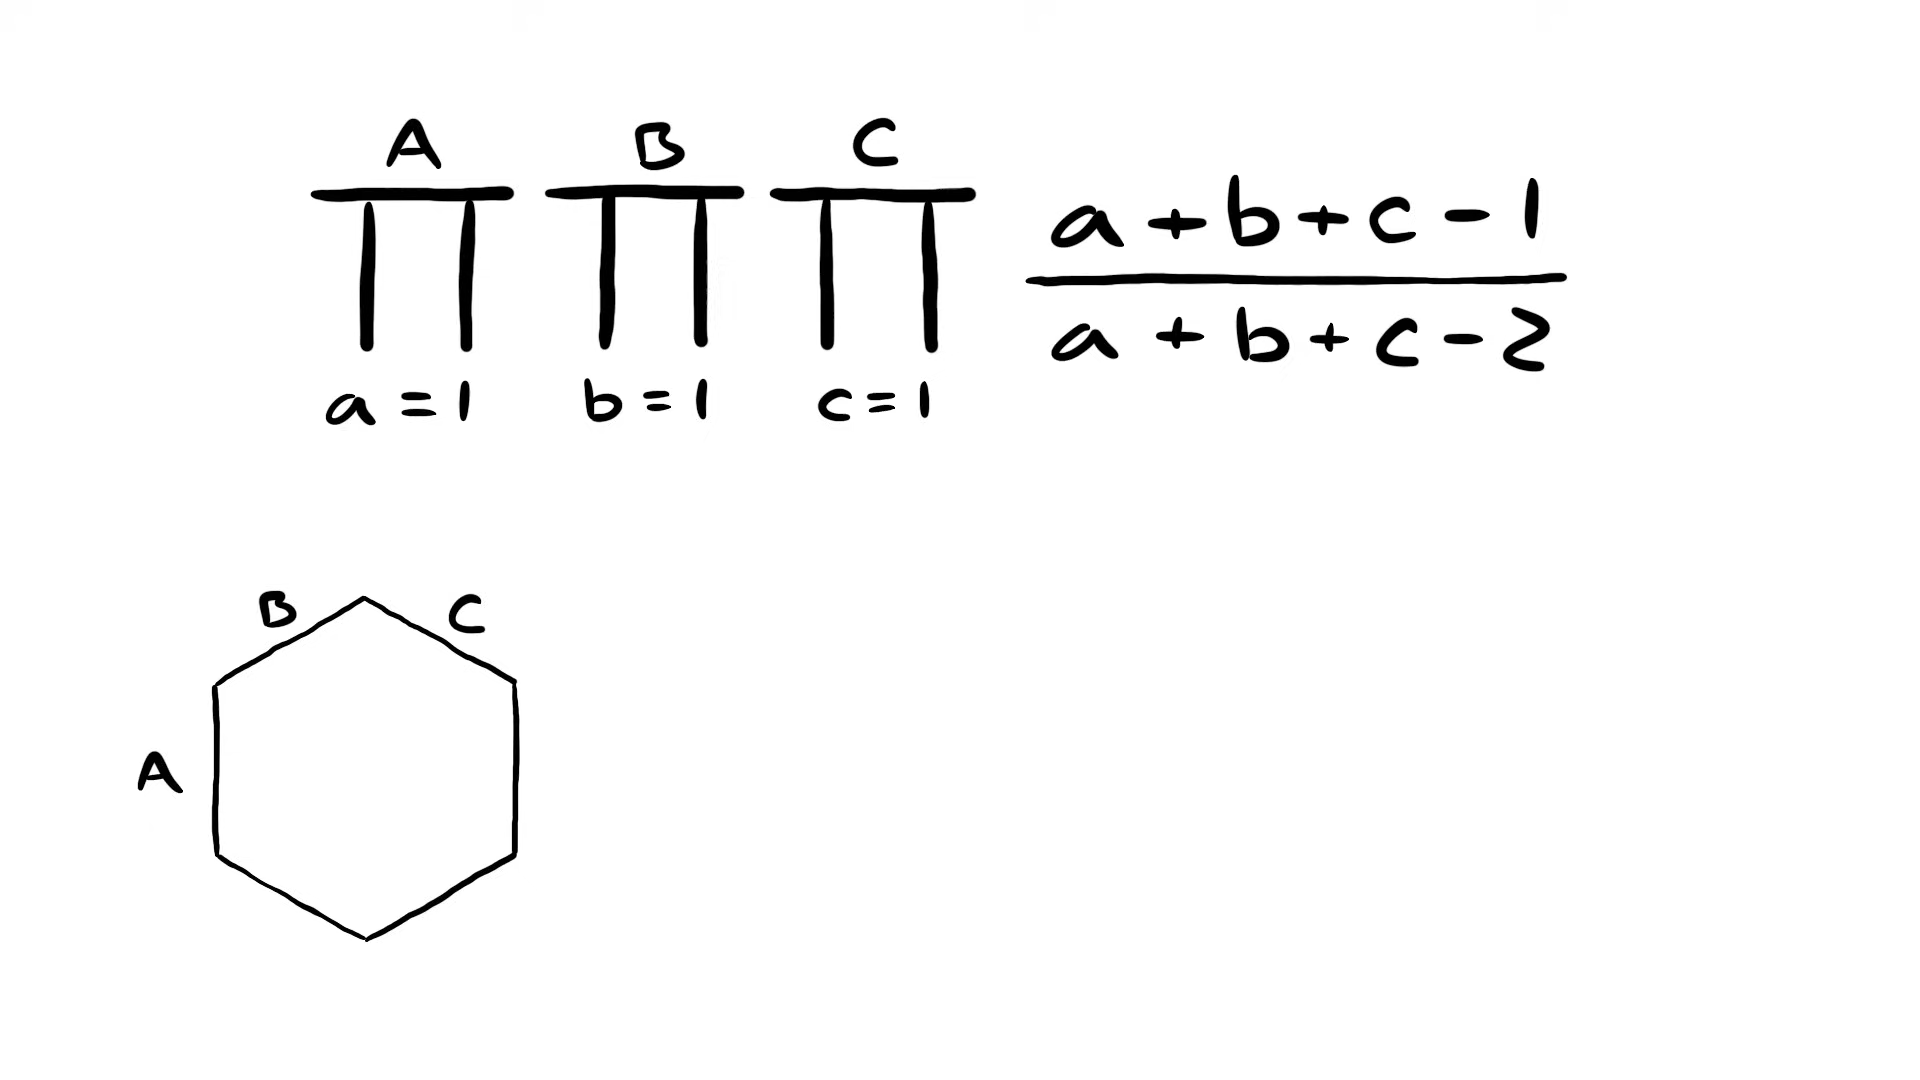 A B C
∏ ∏ ∏ a + b + c - 1
a + b + c - 2
a = 1 b = 1 c = 1
B C
A